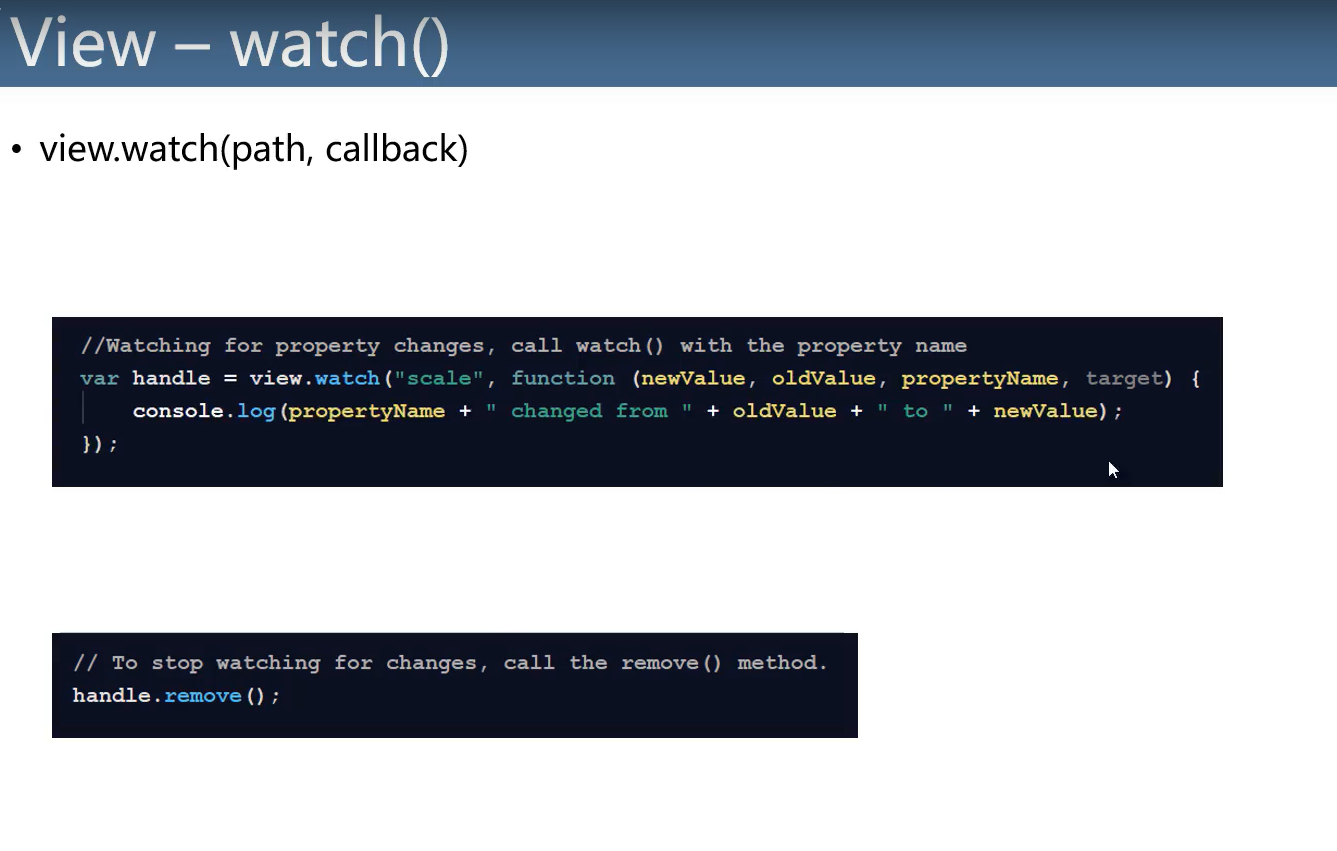 View – watch()
• view.watch(path, callback)
//Watching for property changes, call watch() with the property name
var handle = view.watch("scale", function (newValue, oldValue, propertyName, target) {
    console.log(propertyName + " changed from " + oldValue + " to " + newValue);
});
// To stop watching for changes, call the remove() method.
handle.remove();